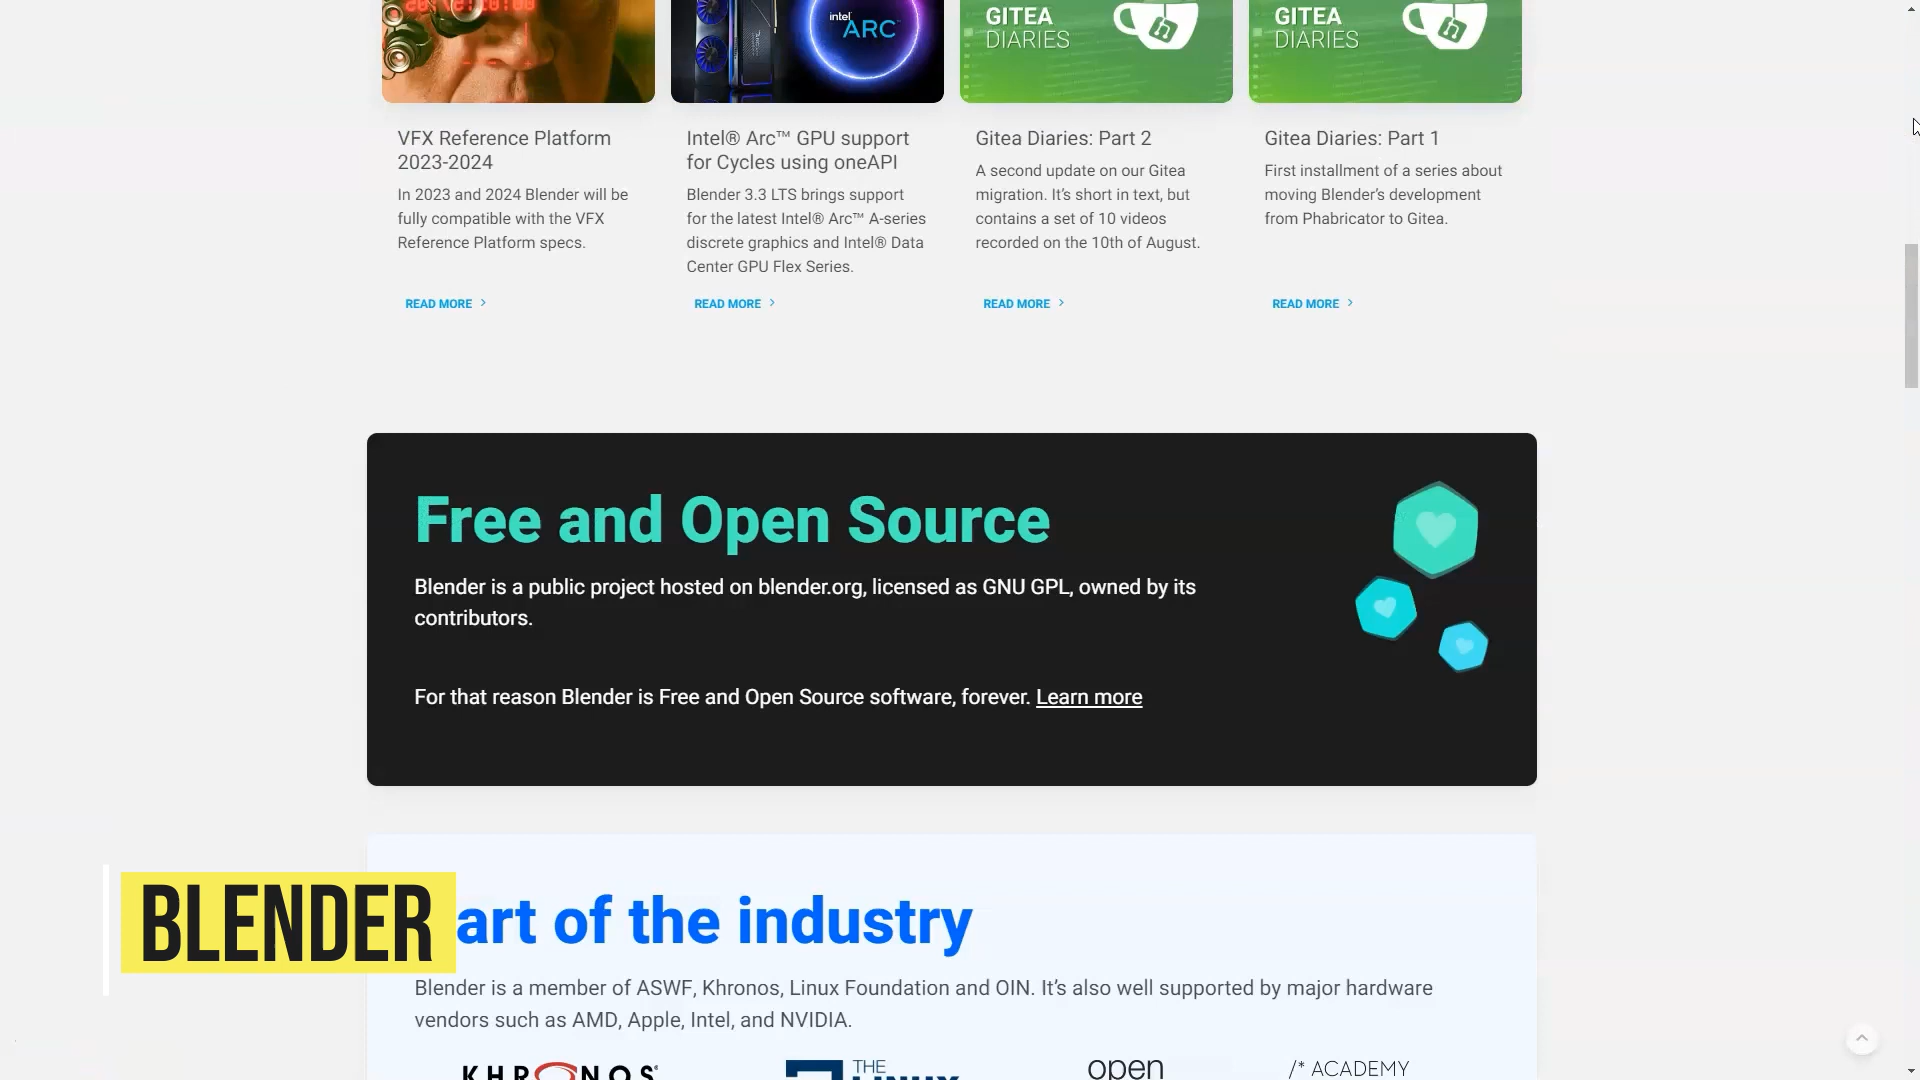 intel
ARC
GITEA
DIARIES
GITEA
DIARIES
VFX Reference Platform
2023-2024
In 2023 and 2024 Blender will be
fully compatible with the VFX
Reference Platform specs.
READ MORE
Intel® Arc™ GPU support
for Cycles using oneAPI
Blender 3.3 LTS brings support
for the latest Intel® Arc™ A-series
discrete graphics and Intel® Data
Center GPU Flex Series.
READ MORE
Gitea Diaries: Part 2
A second update on our Gitea
migration. It’s short in text, but
contains a set of 10 videos
recorded on the 10th of August.
READ MORE
Gitea Diaries: Part 1
First installment of a series about
moving Blender’s development
from Phabricator to Gitea.
READ MORE
Free and Open Source
Blender is a public project hosted on blender.org, licensed as GNU GPL, owned by its
contributors.
For that reason Blender is Free and Open Source software, forever. Learn more
BLENDER
art of the industry
Blender is a member of ASWF, Khronos, Linux Foundation and OIN. It’s also well supported by major hardware
vendors such as AMD, Apple, Intel, and NVIDIA.
KHRONOS
THE
LINUX
open
/* ACADEMY